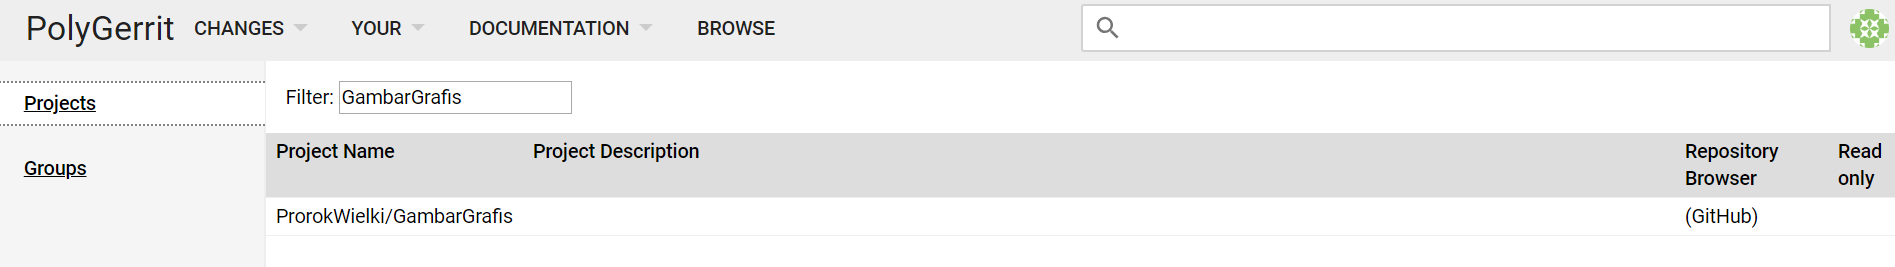 PolyGerrit CHANGES YOUR DOCUMENTATION BROWSE
Projects
Groups
Filter: GambarGrafis
Project Name Project Description Repository Browser Read only
ProrokWielki/GambarGrafis (GitHub)